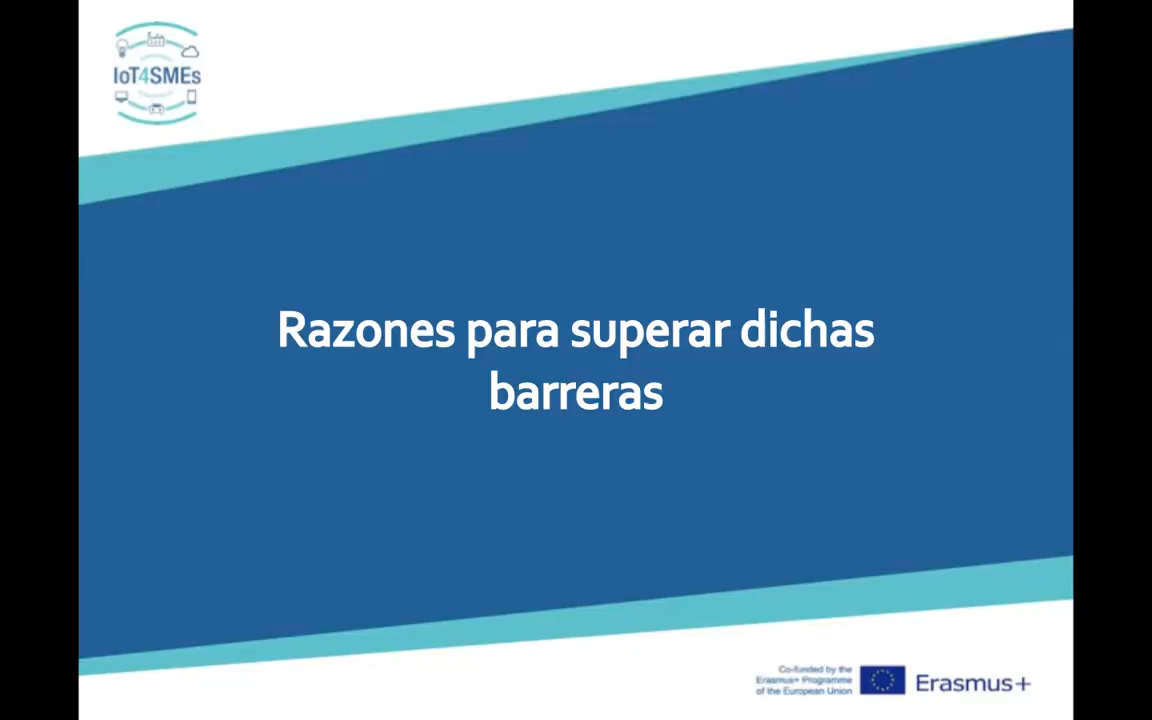 IoT4SMEs
Razones para superar dichas
barreras
Co-funded by the
Erasmus+ Programme
of the European Union
Erasmus+